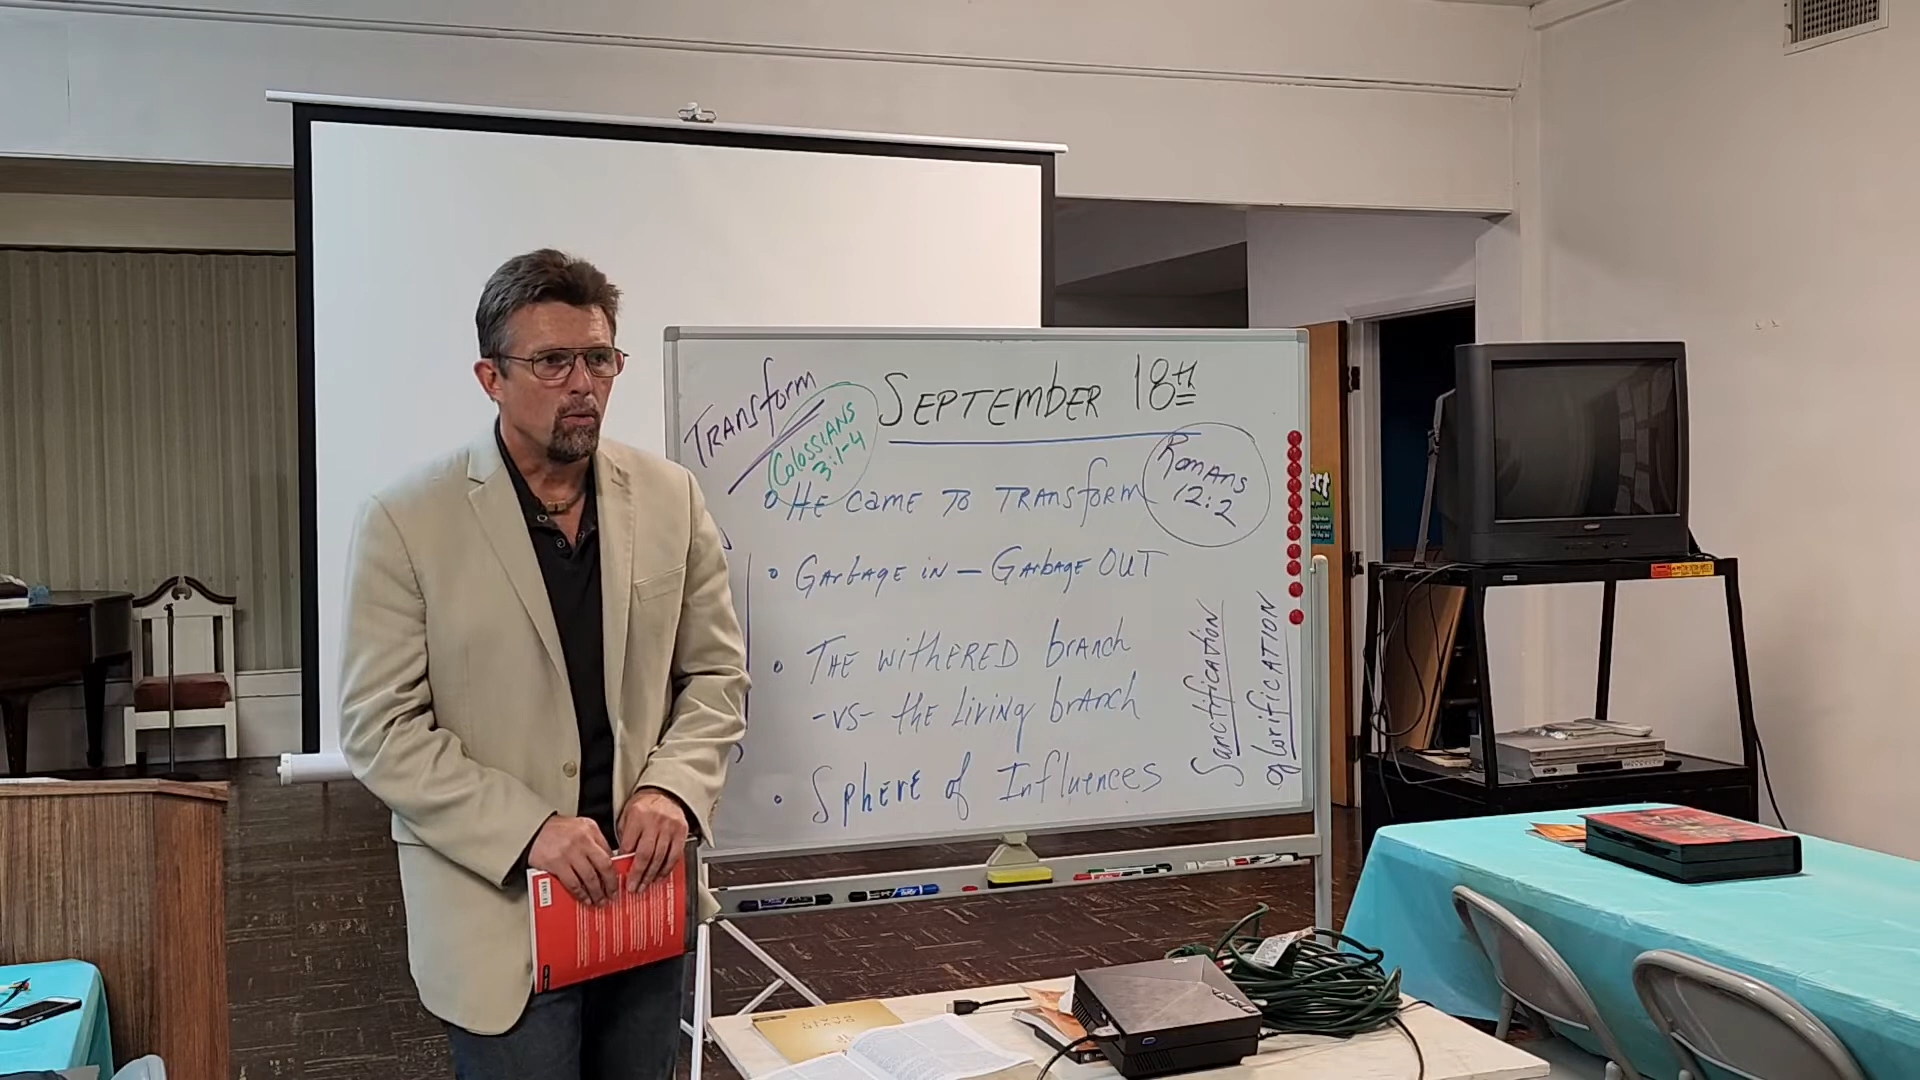 TRANSform
SEPTEMBER 18th
COLOSSIANS
3:1-4
Romans
12:2
HE CAME TO TRANSform
GARbAGE iN – GARbAGE OUT
THE WiTHERED bRANch
-VS- tHE LiviNg bRANch
SpHERE of InfluENCES
Sanctification
glorification